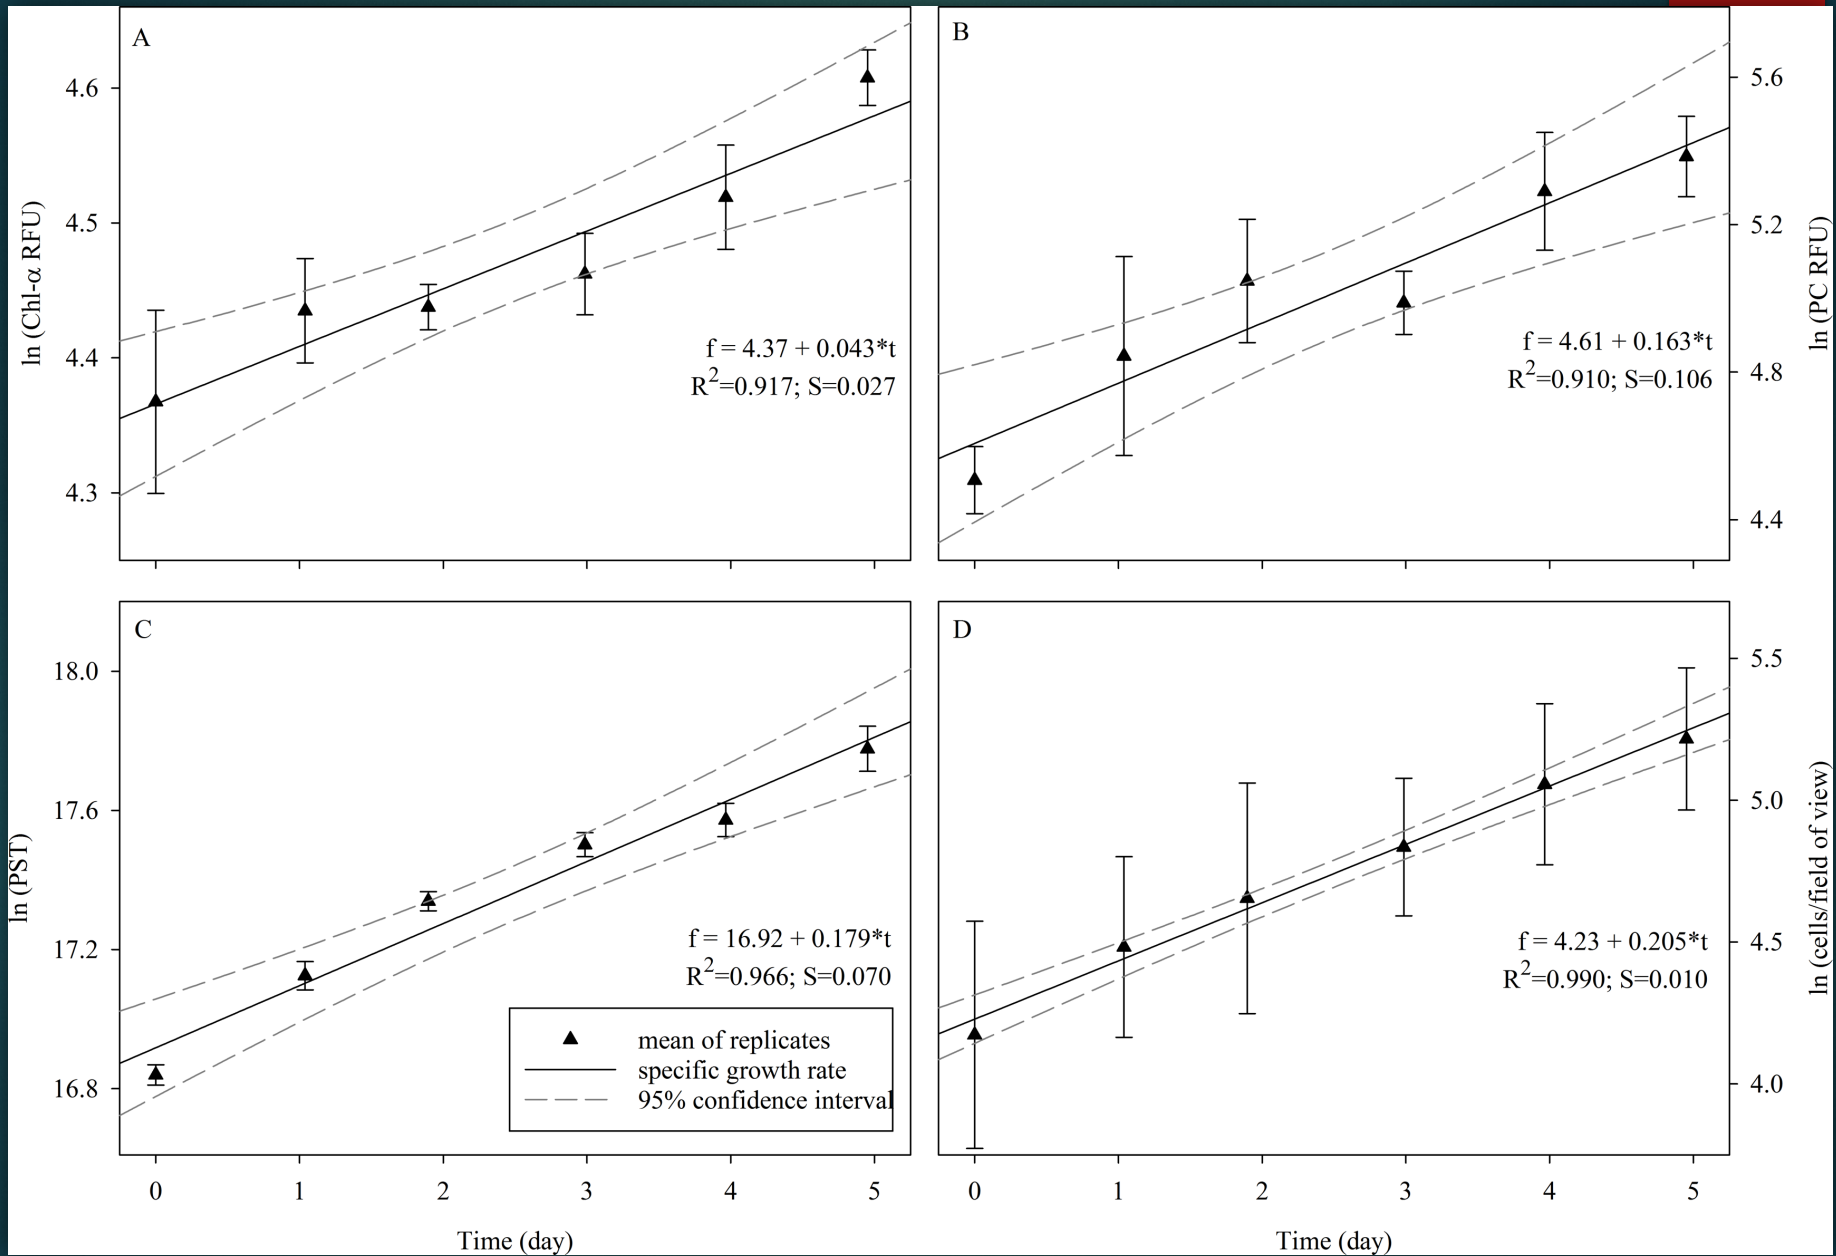 A
4.6
4.5
4.4
4.3
ln (Chl-α RFU)
f = 4.37 + 0.043*t
R²=0.917; S=0.027
B
5.6
5.2
4.8
4.4
ln (PC RFU)
f = 4.61 + 0.163*t
R²=0.910; S=0.106
C
18.0
17.6
17.2
16.8
ln (PST)
f = 16.92 + 0.179*t
R²=0.966; S=0.070
mean of replicates
specific growth rate
95% confidence interval
0 1 2 3 4 5
Time (day)
D
5.5
5.0
4.5
4.0
ln (cells/field of view)
f = 4.23 + 0.205*t
R²=0.990; S=0.010
0 1 2 3 4 5
Time (day)